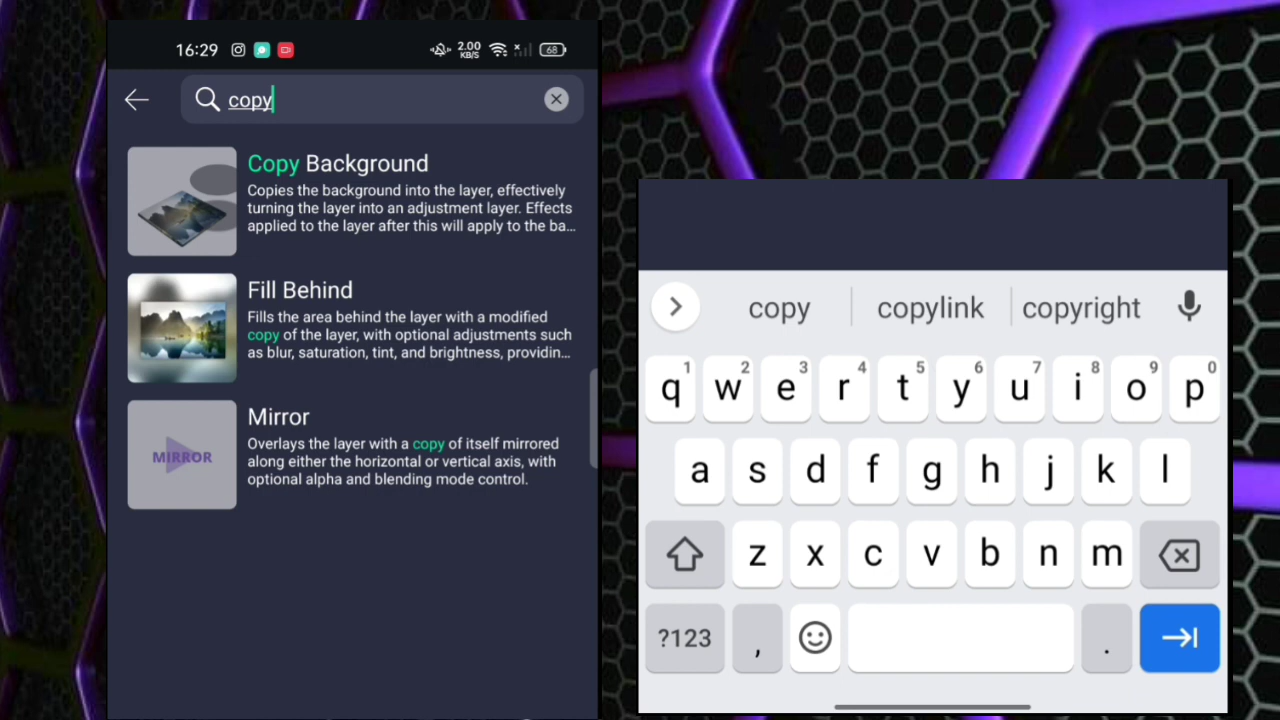 16:29
2.00
KB/S
68
copy
Copy Background
Copies the background into the layer, effectively
turning the layer into an adjustment layer. Effects
applied to the layer after this will apply to the ba...
Fill Behind
Fills the area behind the layer with a modified
copy of the layer, with optional adjustments such
as blur, saturation, tint, and brightness, providin...
MIRROR
Mirror
Overlays the layer with a copy of itself mirrored
along either the horizontal or vertical axis, with
optional alpha and blending mode control.
copy copylink copyright
1 2 3 4 5 6 7 8 9 0
q w e r t y u i o p
a s d f g h j k l
z x c v b n m
?123 , .